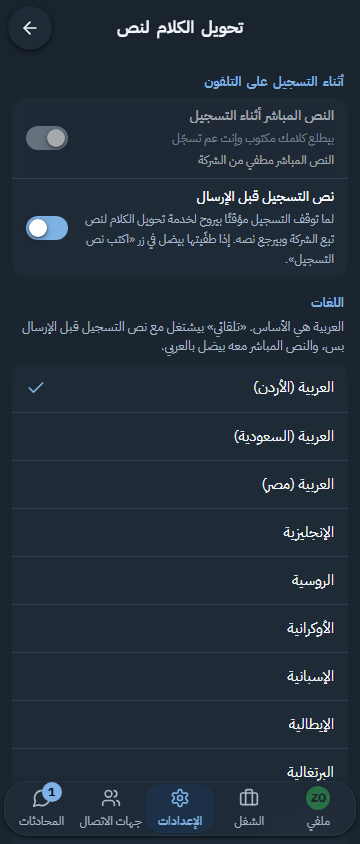 تحويل الكلام لنص
أثناء التسجيل على التلفون
النص المباشر أثناء التسجيل
بيطلع كلامك مكتوب وإنت عم تسجّل
النص المباشر مطفي من الشركة
نص التسجيل قبل الإرسال
لما توقف التسجيل مؤقتًا بيروح لخدمة تحويل الكلام لنص
تبع الشركة وبيرجع نصه. إذا طفّيتها بيضل في زر «اكتب نص
التسجيل».
اللغات
العربية هي الأساس. «تلقائي» بيشتغل مع نص التسجيل قبل الإرسال
بس، والنص المباشر معه بيضل بالعربي.
العربية (الأردن)
العربية (السعودية)
العربية (مصر)
الإنجليزية
الروسية
الأوكرانية
الإسبانية
الإيطالية
البرتغالية
ZO
1
ملفي
الشغل
الإعدادات
جهات الاتصال
المحادثات